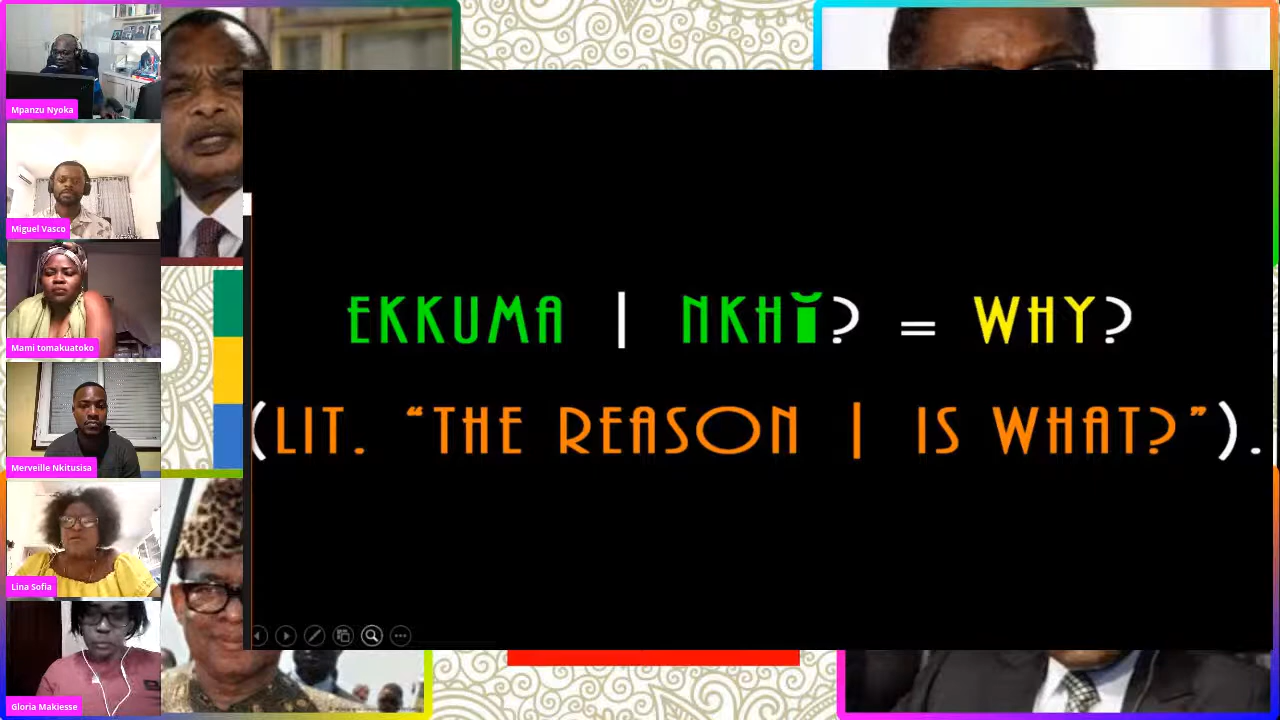 Mpanzu Nyoka
Miguel Vasco
Mami tomakuatoko
Merveille Nkitusisa
Lina Sofia
Gloria Makiesse
EKKUMA | NKHĬ? = WHY?
(LIT. “THE REASON | IS WHAT?”).